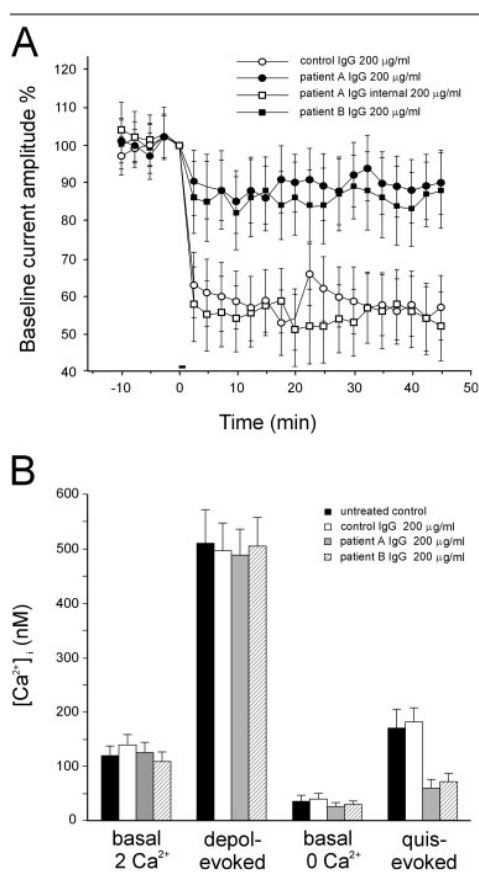 A
control IgG 200 µg/ml
patient A IgG 200 µg/ml
patient A IgG internal 200 µg/ml
patient B IgG 200 µg/ml
Baseline current amplitude %
120
110
100
90
80
70
60
50
40
-10 0 10 20 30 40 50
Time (min)
B
untreated control
control IgG 200 µg/ml
patient A IgG 200 µg/ml
patient B IgG 200 µg/ml
[Ca²⁺]ᵢ (nM)
600
500
400
300
200
100
0
basal depol- basal quis-
2 Ca²⁺ evoked 0 Ca²⁺ evoked